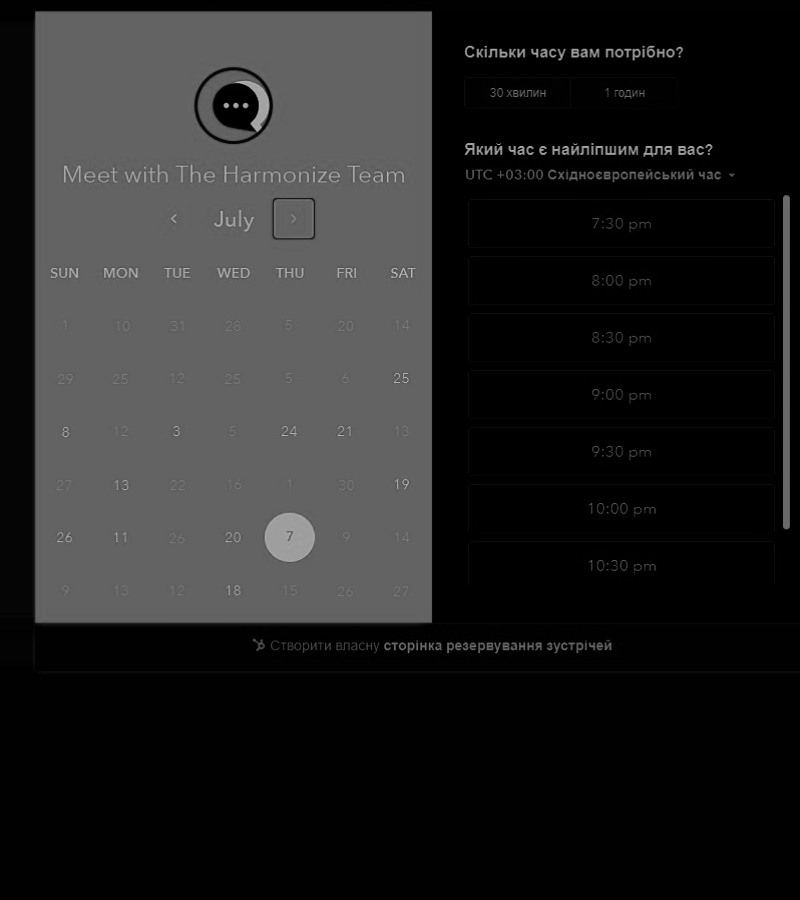 Meet with The Harmonize Team
July
SUN MON TUE WED THU FRI SAT
1 10 31 28 5 20 14
29 25 12 25 5 6 25
8 12 3 5 24 21 13
27 13 22 16 1 30 19
26 11 26 20 7 9 14
9 13 12 18 15 26 27
Скільки часу вам потрібно?
30 хвилин 1 годин
Який час є найліпшим для вас?
UTC +03:00 Східноєвропейський час
7:30 pm
8:00 pm
8:30 pm
9:00 pm
9:30 pm
10:00 pm
10:30 pm
Створити власну сторінка резервування зустрічей